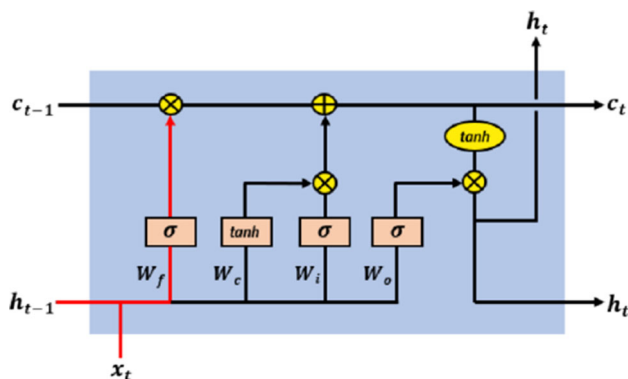 h_t
c_{t-1}
c_t
tanh
σ
tanh
σ
σ
W_f
W_c
W_i
W_o
h_{t-1}
h_t
x_t